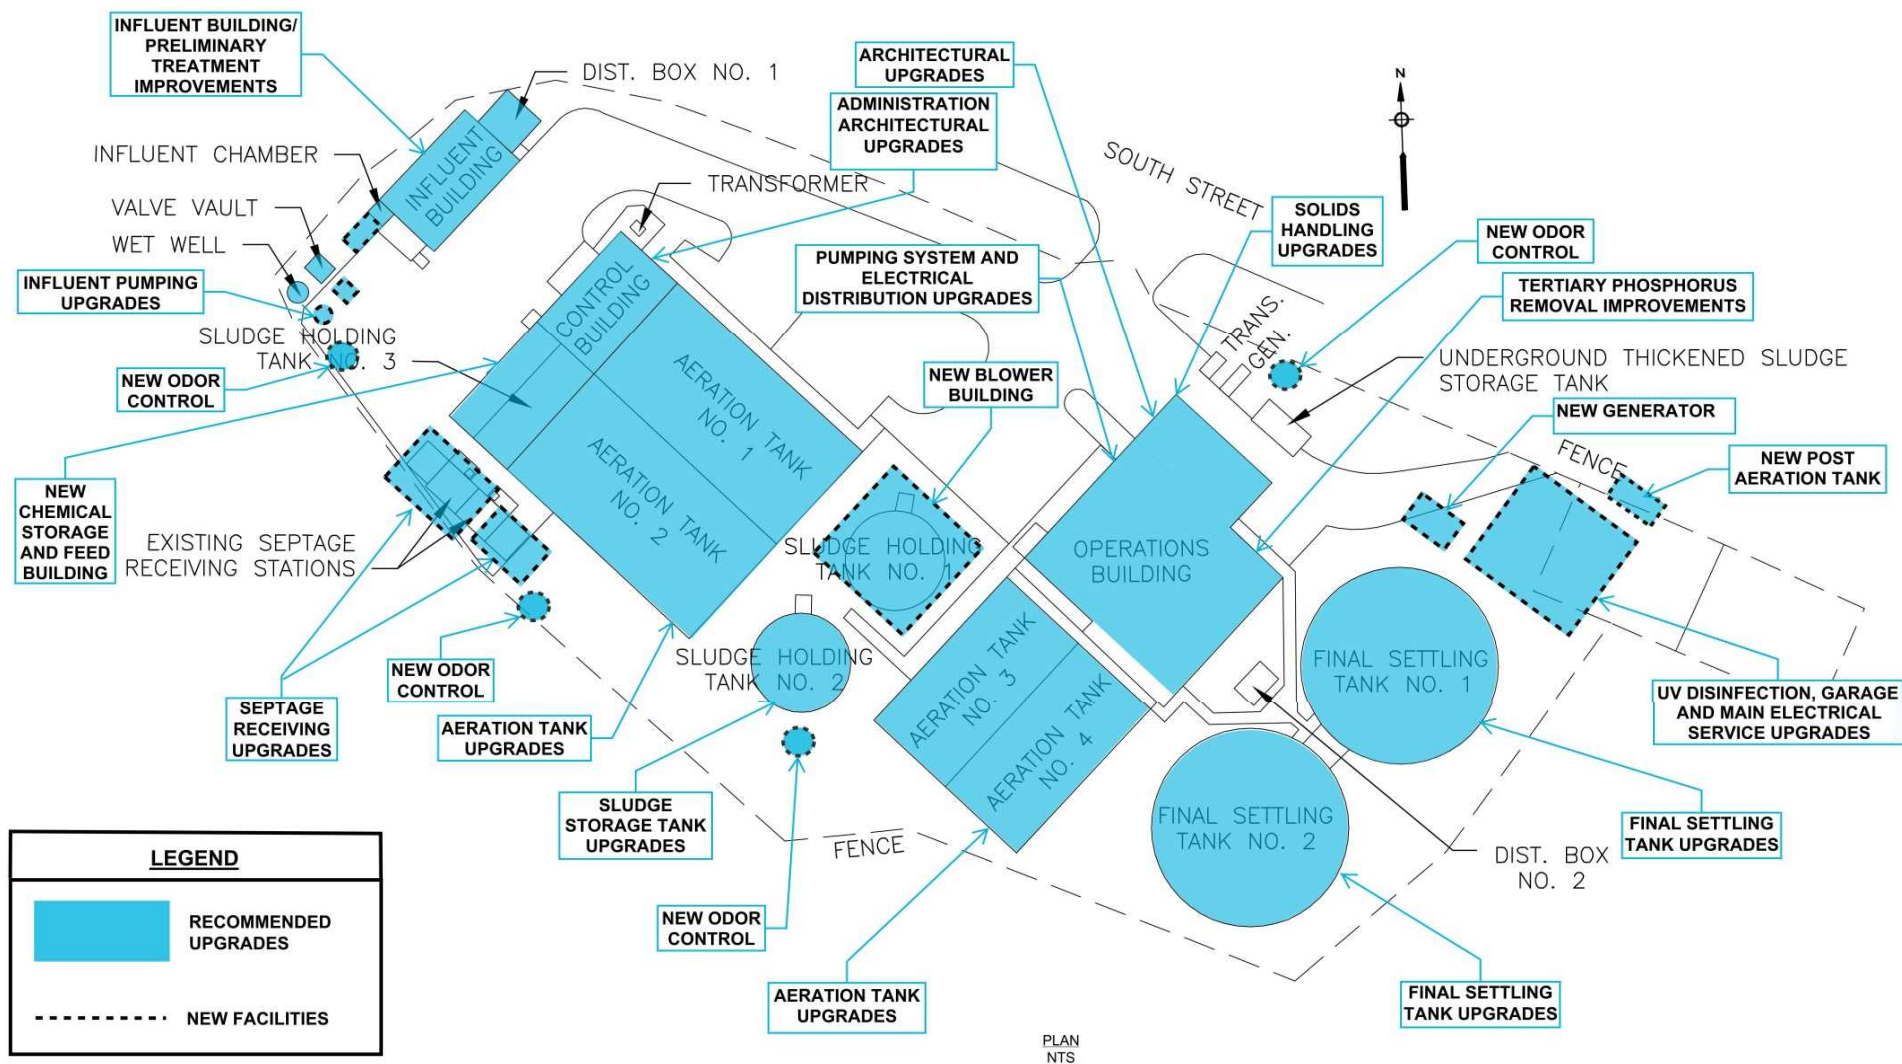 INFLUENT BUILDING/
PRELIMINARY
TREATMENT
IMPROVEMENTS
DIST. BOX NO. 1
ARCHITECTURAL
UPGRADES
ADMINISTRATION
ARCHITECTURAL
UPGRADES
N
INFLUENT CHAMBER
INFLUENT
BUILDING
TRANSFORMER
SOUTH STREET
VALVE VAULT
WET WELL
SOLIDS
HANDLING
UPGRADES
NEW ODOR
CONTROL
INFLUENT PUMPING
UPGRADES
CONTROL
BUILDING
PUMPING SYSTEM AND
ELECTRICAL
DISTRIBUTION UPGRADES
TERTIARY PHOSPHORUS
REMOVAL IMPROVEMENTS
TRANS.
GEN.
SLUDGE HOLDING
TANK NO. 3
UNDERGROUND THICKENED SLUDGE
STORAGE TANK
NEW ODOR
CONTROL
AERATION TANK
NO. 1
NEW BLOWER
BUILDING
NEW GENERATOR
FENCE
NEW POST
AERATION TANK
AERATION TANK
NO. 2
NEW
CHEMICAL
STORAGE
AND FEED
BUILDING
EXISTING SEPTAGE
RECEIVING STATIONS
SLUDGE HOLDING
TANK NO. 1
OPERATIONS
BUILDING
NEW ODOR
CONTROL
SLUDGE HOLDING
TANK NO. 2
AERATION TANK
NO. 3
FINAL SETTLING
TANK NO. 1
SEPTAGE
RECEIVING
UPGRADES
AERATION TANK
UPGRADES
AERATION TANK
NO. 4
UV DISINFECTION, GARAGE
AND MAIN ELECTRICAL
SERVICE UPGRADES
SLUDGE
STORAGE TANK
UPGRADES
FENCE
FINAL SETTLING
TANK NO. 2
DIST. BOX
NO. 2
FINAL SETTLING
TANK UPGRADES
NEW ODOR
CONTROL
AERATION TANK
UPGRADES
FINAL SETTLING
TANK UPGRADES
LEGEND
RECOMMENDED
UPGRADES
NEW FACILITIES
PLAN
NTS